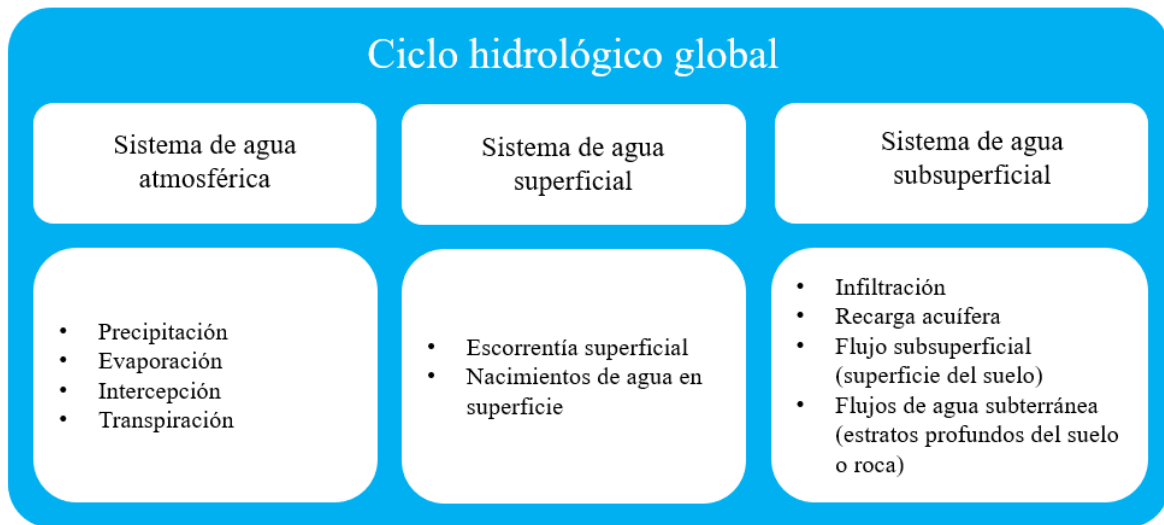 Ciclo hidrológico global
Sistema de agua
atmosférica
Sistema de agua
superficial
Sistema de agua
subsuperficial
• Precipitación
• Evaporación
• Intercepción
• Transpiración
• Escorrentía superficial
• Nacimientos de agua en
superficie
• Infiltración
• Recarga acuífera
• Flujo subsuperficial
(superficie del suelo)
• Flujos de agua subterránea
(estratos profundos del suelo
o roca)